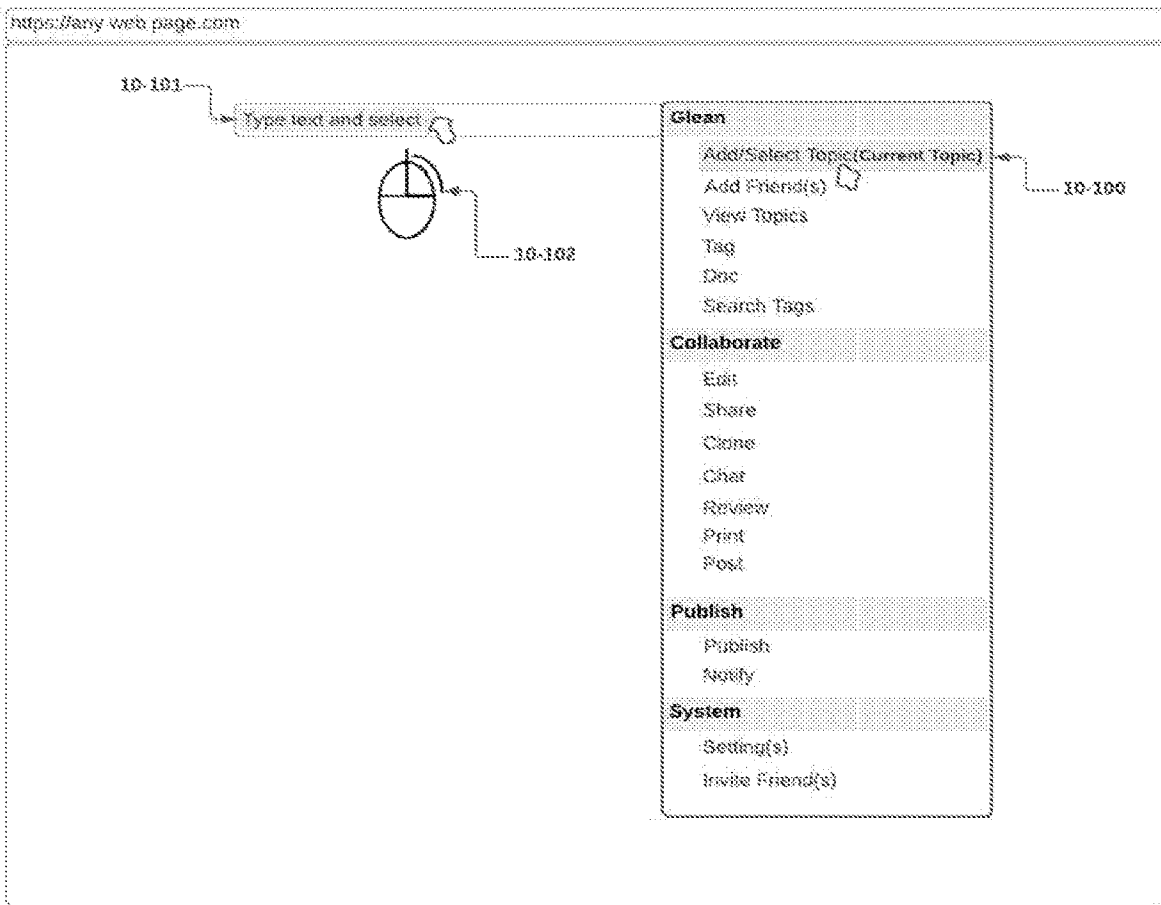 https://any web page.com
10-101
Type text and select
10-102
Glean
Add/Select Topic(Current Topic)
10-100
Add Friend(s)
View Topics
Tag
Doc
Search Tags
Collaborate
Edit
Share
Clone
Chat
Review
Print
Post
Publish
Publish
Notify
System
Setting(s)
Invite Friend(s)